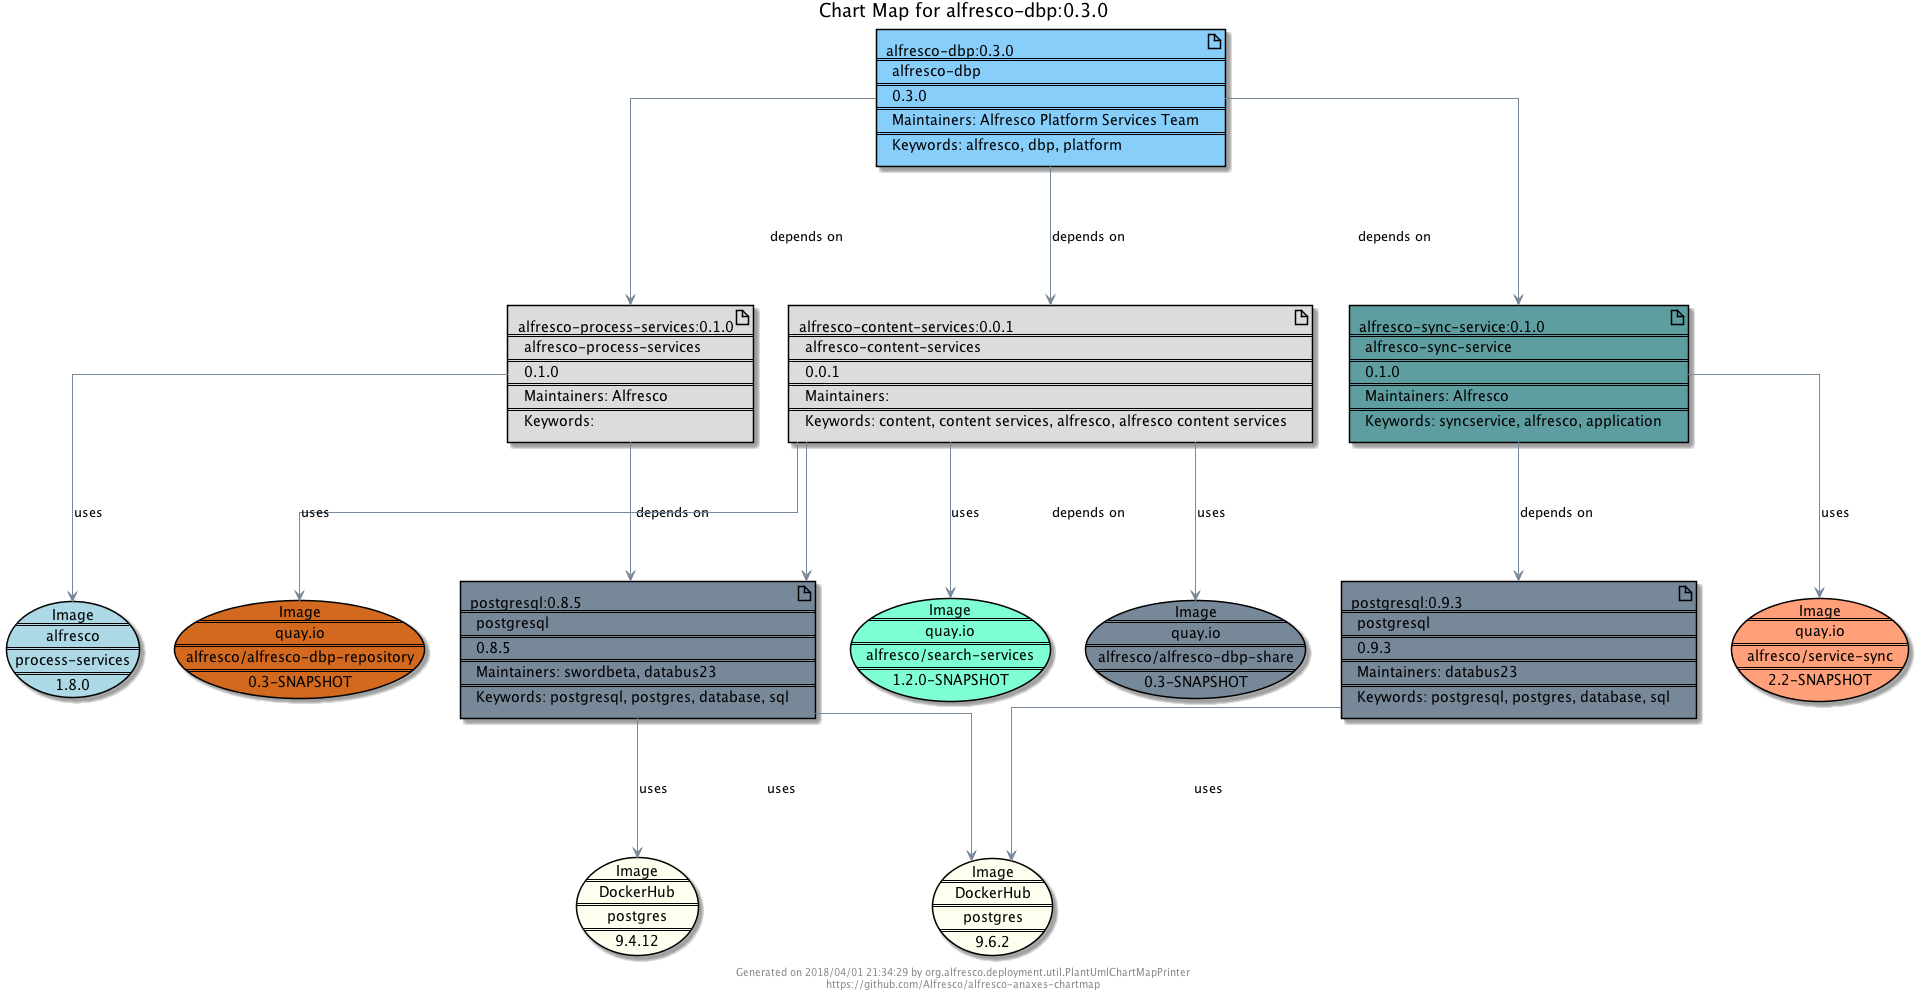 Chart Map for alfresco-dbp:0.3.0
alfresco-dbp:0.3.0
alfresco-dbp
0.3.0
Maintainers: Alfresco Platform Services Team
Keywords: alfresco, dbp, platform
depends on
depends on
depends on
alfresco-process-services:0.1.0
alfresco-process-services
0.1.0
Maintainers: Alfresco
Keywords:
alfresco-content-services:0.0.1
alfresco-content-services
0.0.1
Maintainers:
Keywords: content, content services, alfresco, alfresco content services
alfresco-sync-service:0.1.0
alfresco-sync-service
0.1.0
Maintainers: Alfresco
Keywords: syncservice, alfresco, application
uses
uses
depends on
uses
depends on
uses
depends on
uses
Image
alfresco
process-services
1.8.0
Image
quay.io
alfresco/alfresco-dbp-repository
0.3-SNAPSHOT
postgresql:0.8.5
postgresql
0.8.5
Maintainers: swordbeta, databus23
Keywords: postgresql, postgres, database, sql
Image
quay.io
alfresco/search-services
1.2.0-SNAPSHOT
Image
quay.io
alfresco/alfresco-dbp-share
0.3-SNAPSHOT
postgresql:0.9.3
postgresql
0.9.3
Maintainers: databus23
Keywords: postgresql, postgres, database, sql
Image
quay.io
alfresco/service-sync
2.2-SNAPSHOT
uses
uses
uses
Image
DockerHub
postgres
9.4.12
Image
DockerHub
postgres
9.6.2
Generated on 2018/04/01 21:34:29 by org.alfresco.deployment.util.PlantUmlChartMapPrinter
https://github.com/Alfresco/alfresco-anaxes-chartmap